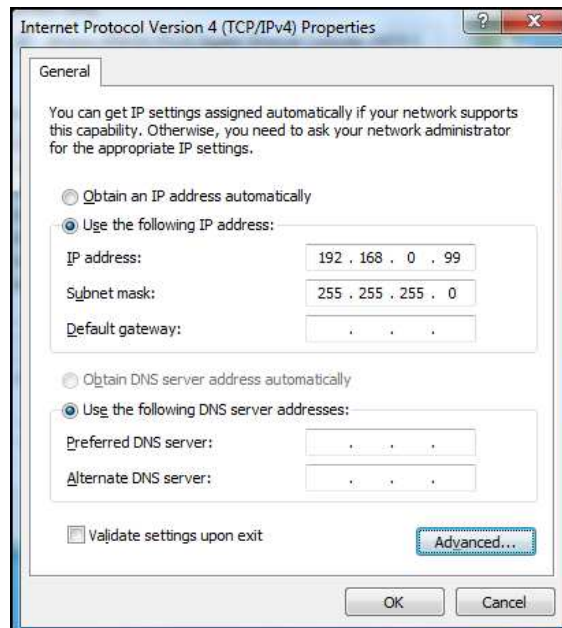 Internet Protocol Version 4 (TCP/IPv4) Properties
?
X
General
You can get IP settings assigned automatically if your network supports
this capability. Otherwise, you need to ask your network administrator
for the appropriate IP settings.
Obtain an IP address automatically
Use the following IP address:
IP address: 192 . 168 . 0 . 99
Subnet mask: 255 . 255 . 255 . 0
Default gateway: . . .
Obtain DNS server address automatically
Use the following DNS server addresses:
Preferred DNS server: . . .
Alternate DNS server: . . .
Validate settings upon exit
Advanced...
OK Cancel